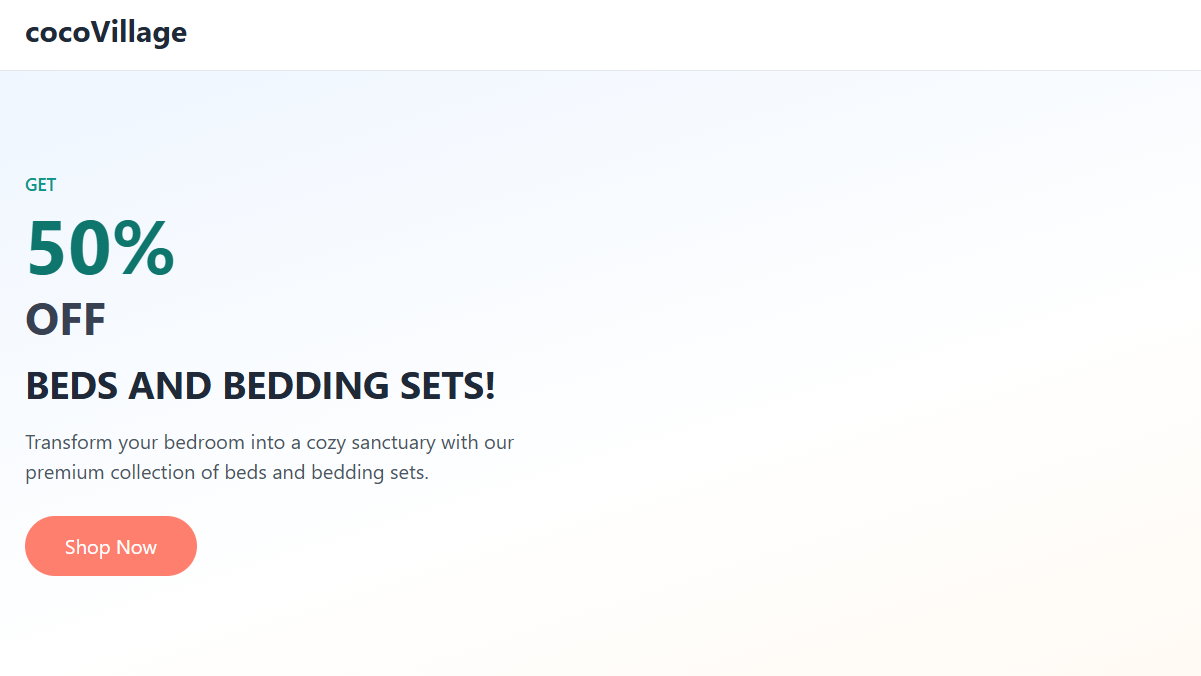 cocoVillage
GET
50%
OFF
BEDS AND BEDDING SETS!
Transform your bedroom into a cozy sanctuary with our
premium collection of beds and bedding sets.
Shop Now